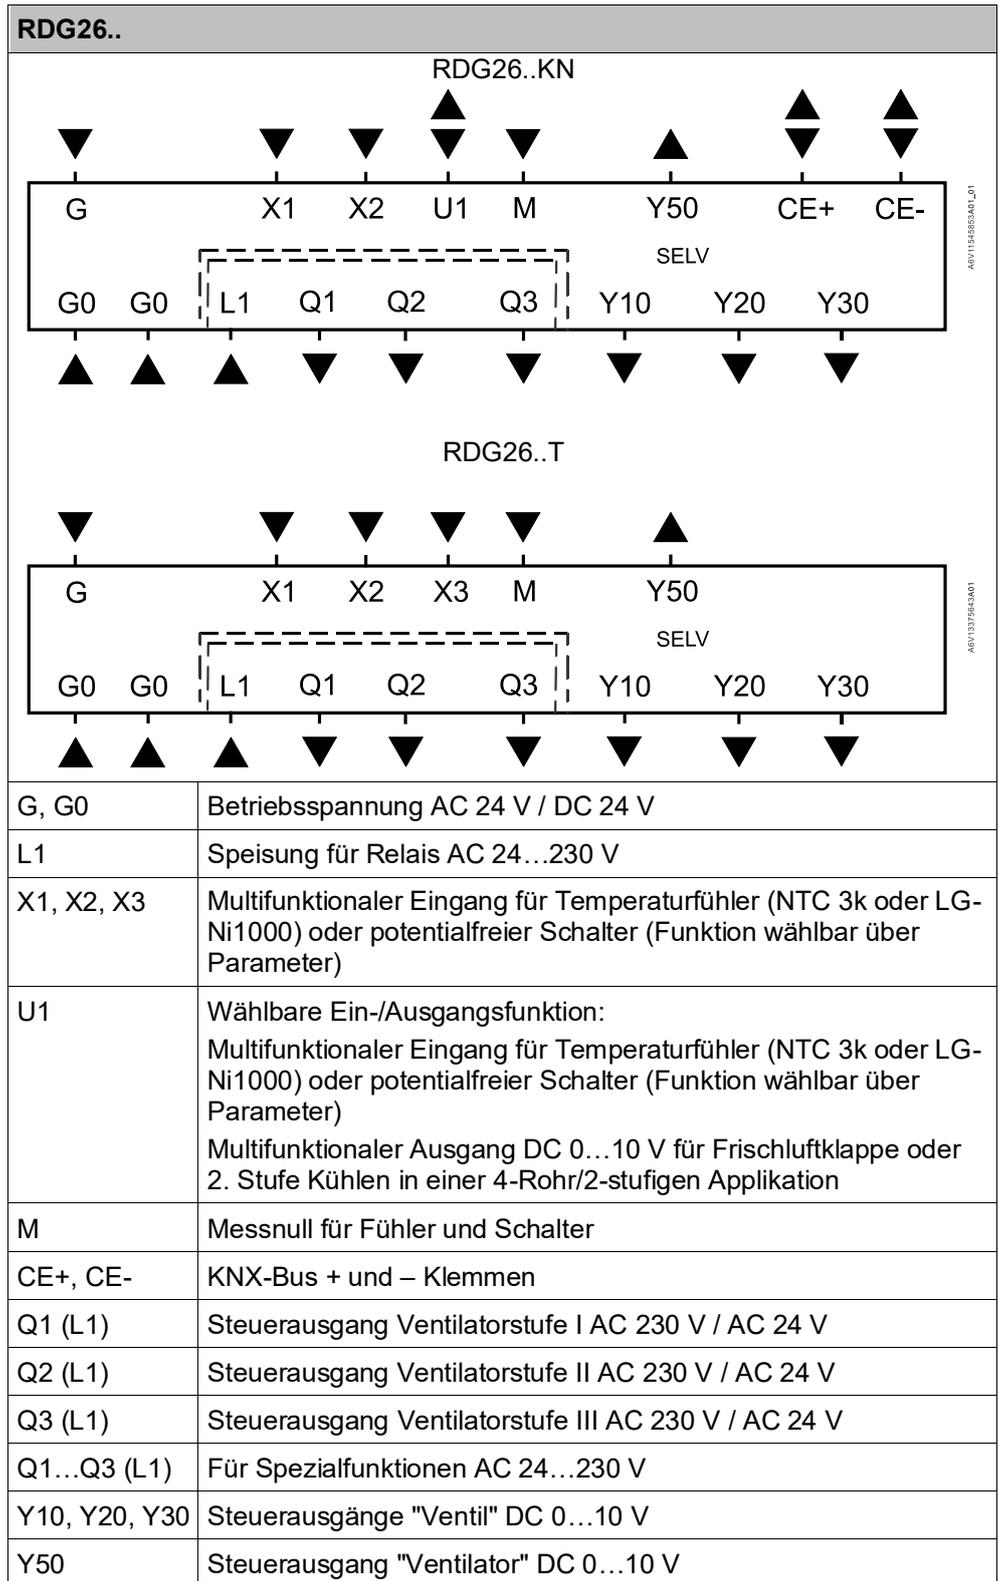 RDG26..
RDG26..KN
G X1 X2 U1 M Y50 CE+ CE-
SELV
G0 G0 L1 Q1 Q2 Q3 Y10 Y20 Y30
A6V11545853A01_01
RDG26..T
G X1 X2 X3 M Y50
SELV
G0 G0 L1 Q1 Q2 Q3 Y10 Y20 Y30
A6V13375643A01
G, G0 Betriebsspannung AC 24 V / DC 24 V
L1 Speisung für Relais AC 24…230 V
X1, X2, X3 Multifunktionaler Eingang für Temperaturfühler (NTC 3k oder LG-
Ni1000) oder potentialfreier Schalter (Funktion wählbar über
Parameter)
U1 Wählbare Ein-/Ausgangsfunktion:
Multifunktionaler Eingang für Temperaturfühler (NTC 3k oder LG-
Ni1000) oder potentialfreier Schalter (Funktion wählbar über
Parameter)
Multifunktionaler Ausgang DC 0…10 V für Frischluftklappe oder
2. Stufe Kühlen in einer 4-Rohr/2-stufigen Applikation
M Messnull für Fühler und Schalter
CE+, CE- KNX-Bus + und – Klemmen
Q1 (L1) Steuerausgang Ventilatorstufe I AC 230 V / AC 24 V
Q2 (L1) Steuerausgang Ventilatorstufe II AC 230 V / AC 24 V
Q3 (L1) Steuerausgang Ventilatorstufe III AC 230 V / AC 24 V
Q1…Q3 (L1) Für Spezialfunktionen AC 24…230 V
Y10, Y20, Y30 Steuerausgänge "Ventil" DC 0…10 V
Y50 Steuerausgang "Ventilator" DC 0…10 V